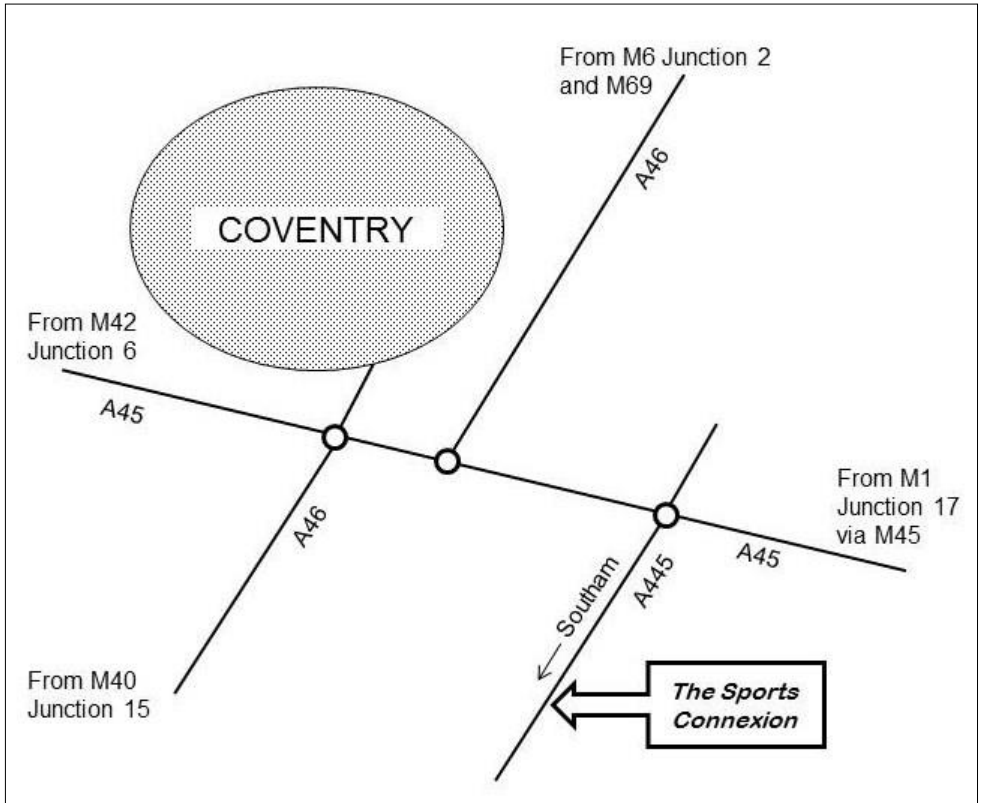 From M6 Junction 2
and M69
A46
COVENTRY
From M42
Junction 6
A45
From M1
Junction 17
via M45
A46
A45
Southam
A445
From M40
Junction 15
The Sports
Connexion